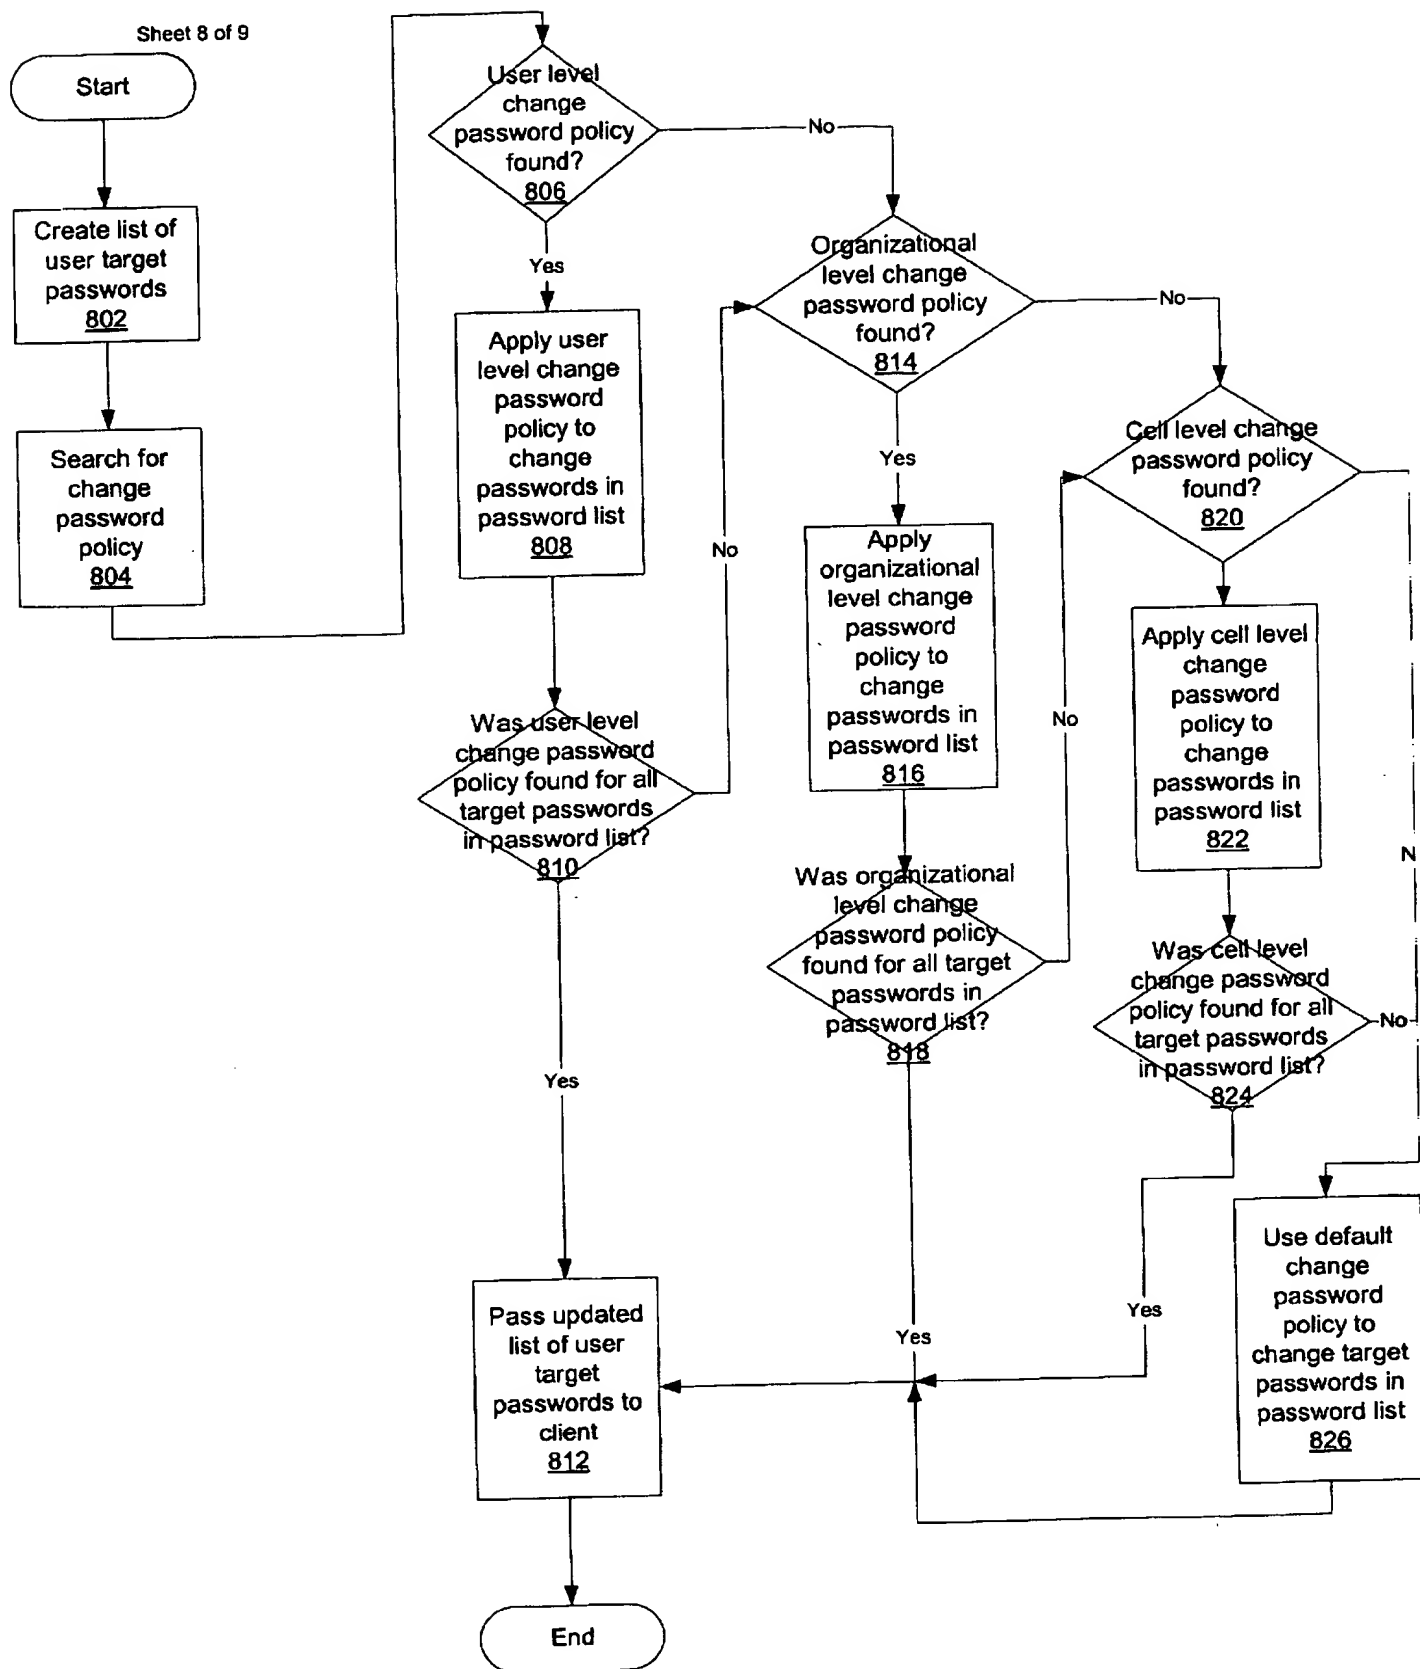 Sheet 8 of 9
Start
Create list of
user target
passwords
802
Search for
change
password
policy
804
User level
change
password policy
found?
806
No
Yes
Apply user
level change
password
policy to
change
passwords in
password list
808
Was user level
change password
policy found for all
target passwords
in password list?
810
No
Yes
Pass updated
list of user
target
passwords to
client
812
End
Organizational
level change
password policy
found?
814
No
Yes
Apply
organizational
level change
password
policy to
change
passwords in
password list
816
Was organizational
level change
password policy
found for all target
passwords in
password list?
818
No
Yes
Cell level change
password policy
found?
820
N
Apply cell level
change
password
policy to
change
passwords in
password list
822
Was cell level
change password
policy found for all
target passwords
in password list?
824
No
Yes
Use default
change
password
policy to
change target
passwords in
password list
826